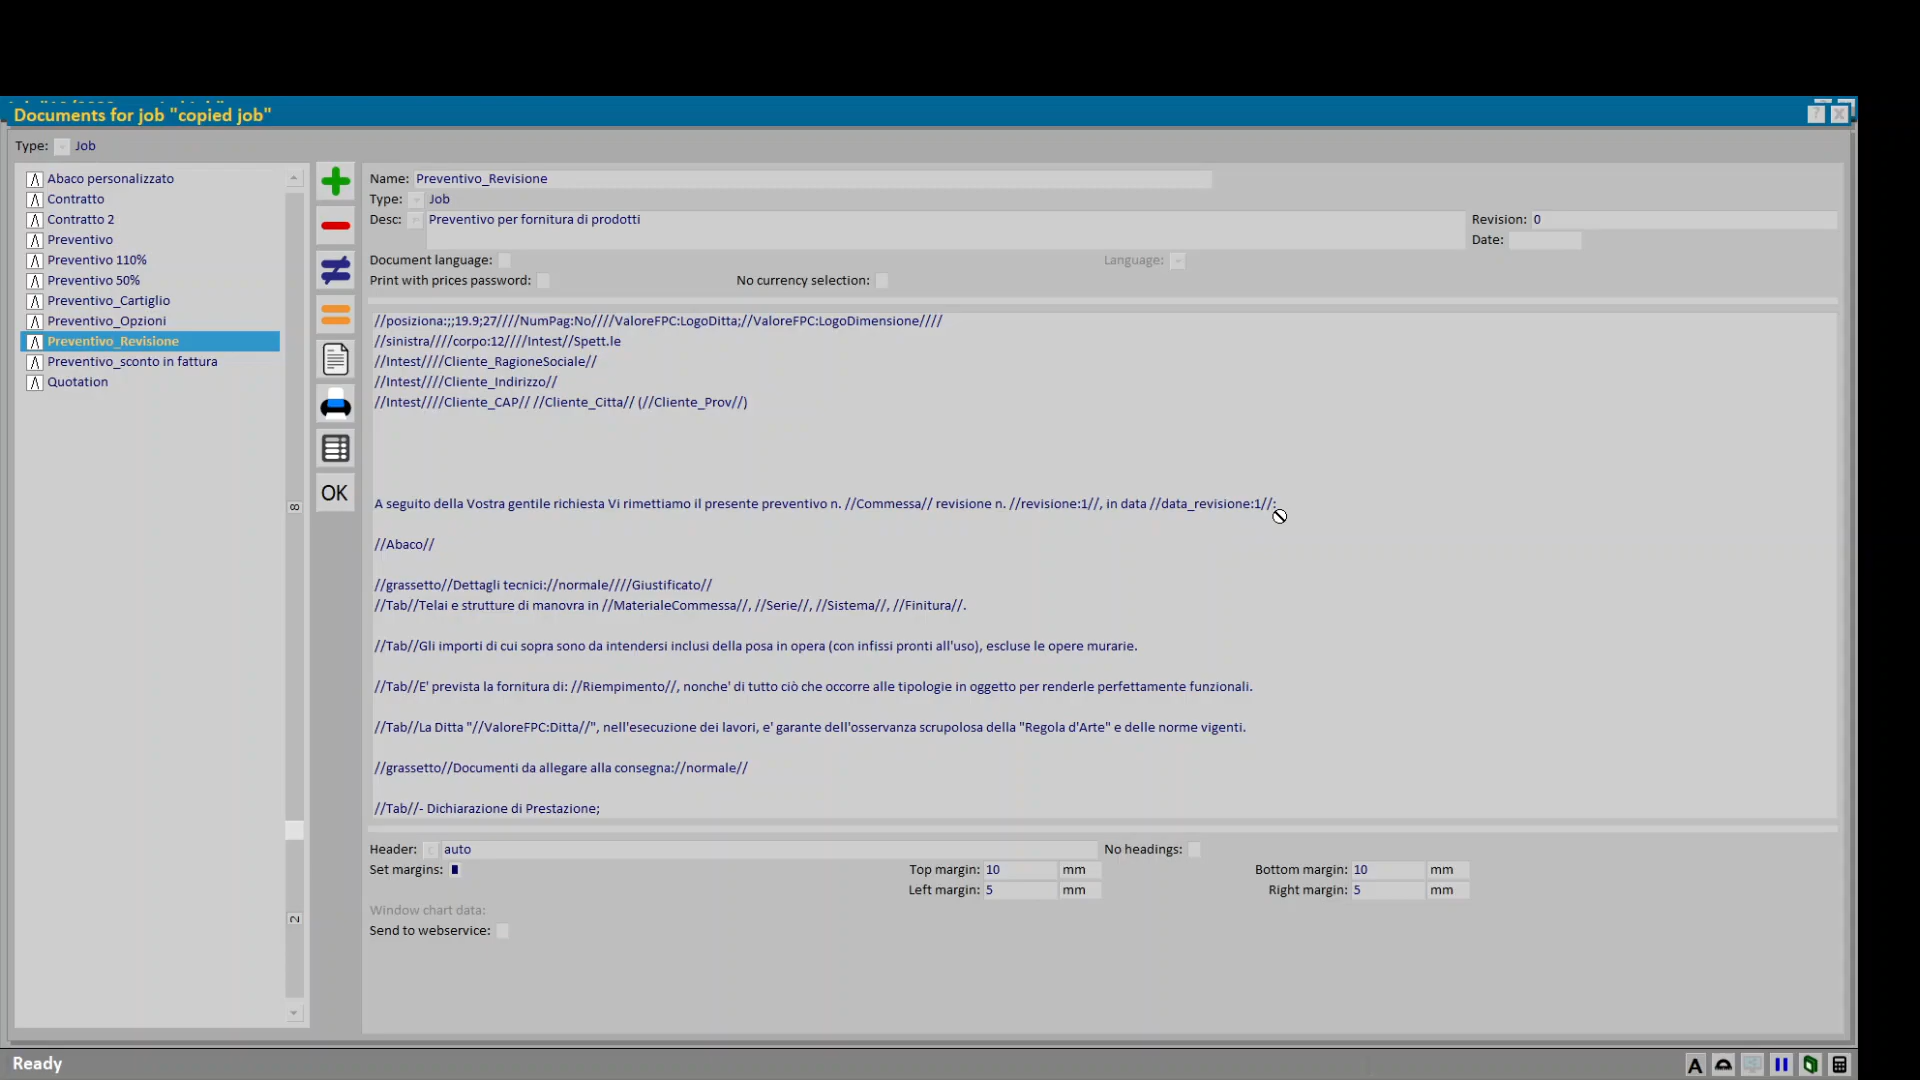 Documents for job "copied job"
?
X
Type: Job
Abaco personalizzato
Contratto
Contratto 2
Preventivo
Preventivo 110%
Preventivo 50%
Preventivo_Cartiglio
Preventivo_Opzioni
Preventivo_Revisione
Preventivo_sconto in fattura
Quotation
8
2
OK
Name: Preventivo_Revisione
Type: Job
Desc: Preventivo per fornitura di prodotti
Revision: 0
Date:
Document language:
Language:
Print with prices password:
No currency selection:
//posiziona:;;19.9;27////NumPag:No////ValoreFPC:LogoDitta;//ValoreFPC:LogoDimensione////
//sinistra////corpo:12////Intest//Spett.le
//Intest////Cliente_RagioneSociale//
//Intest////Cliente_Indirizzo//
//Intest////Cliente_CAP// //Cliente_Citta// (//Cliente_Prov//)
A seguito della Vostra gentile richiesta Vi rimettiamo il presente preventivo n. //Commessa// revisione n. //revisione:1//, in data //data_revisione:1//:
//Abaco//
//grassetto//Dettagli tecnici://normale////Giustificato//
//Tab//Telai e strutture di manovra in //MaterialeCommessa//, //Serie//, //Sistema//, //Finitura//.
//Tab//Gli importi di cui sopra sono da intendersi inclusi della posa in opera (con infissi pronti all'uso), escluse le opere murarie.
//Tab//E' prevista la fornitura di: //Riempimento//, nonche' di tutto ciò che occorre alle tipologie in oggetto per renderle perfettamente funzionali.
//Tab//La Ditta "//ValoreFPC:Ditta//", nell'esecuzione dei lavori, e' garante dell'osservanza scrupolosa della "Regola d'Arte" e delle norme vigenti.
//grassetto//Documenti da allegare alla consegna://normale//
//Tab//- Dichiarazione di Prestazione;
Header: auto
No headings:
Set margins:
Top margin: 10 mm
Bottom margin: 10 mm
Left margin: 5 mm
Right margin: 5 mm
Window chart data:
Send to webservice:
Ready
A